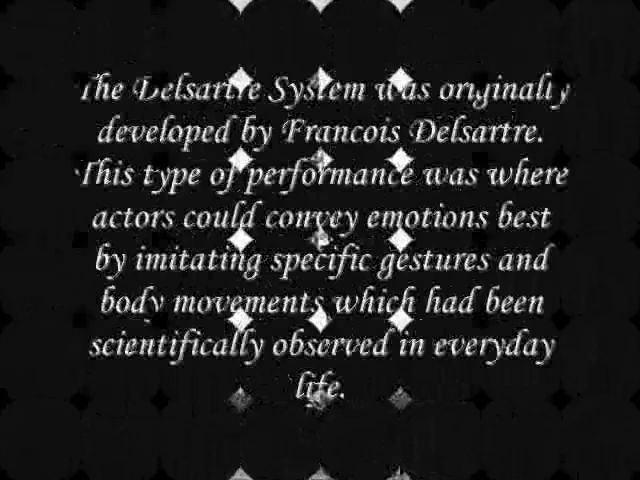 The Delsartre System was originally
developed by Francois Delsartre.
This type of performance was where
actors could convey emotions best
by imitating specific gestures and
body movements which had been
scientifically observed in everyday
life.